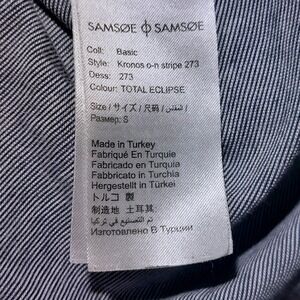 SAMSØE ϕ SAMSØE
Coll: Basic
Style: Kronos o-n stripe 273
Dess: 273
Colour: TOTAL ECLIPSE
Size / サイズ / 尺码 / المقاس /
Размер: S
Made in Turkey
Fabriqué En Turquie
Fabricado en Turquia
Fabbricato in Turchia
Hergestellt in Türkei
トルコ 製
制造地 土耳其
تم التصنيع في تركيا
Изготовлено В Турции